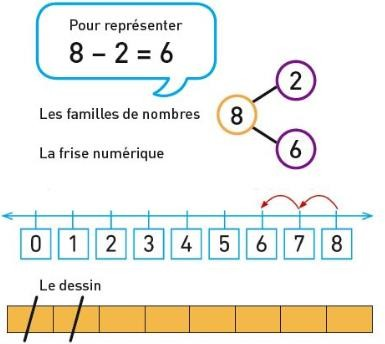 Pour représenter
8 – 2 = 6
2
Les familles de nombres
8
La frise numérique
6
0 1 2 3 4 5 6 7 8
Le dessin